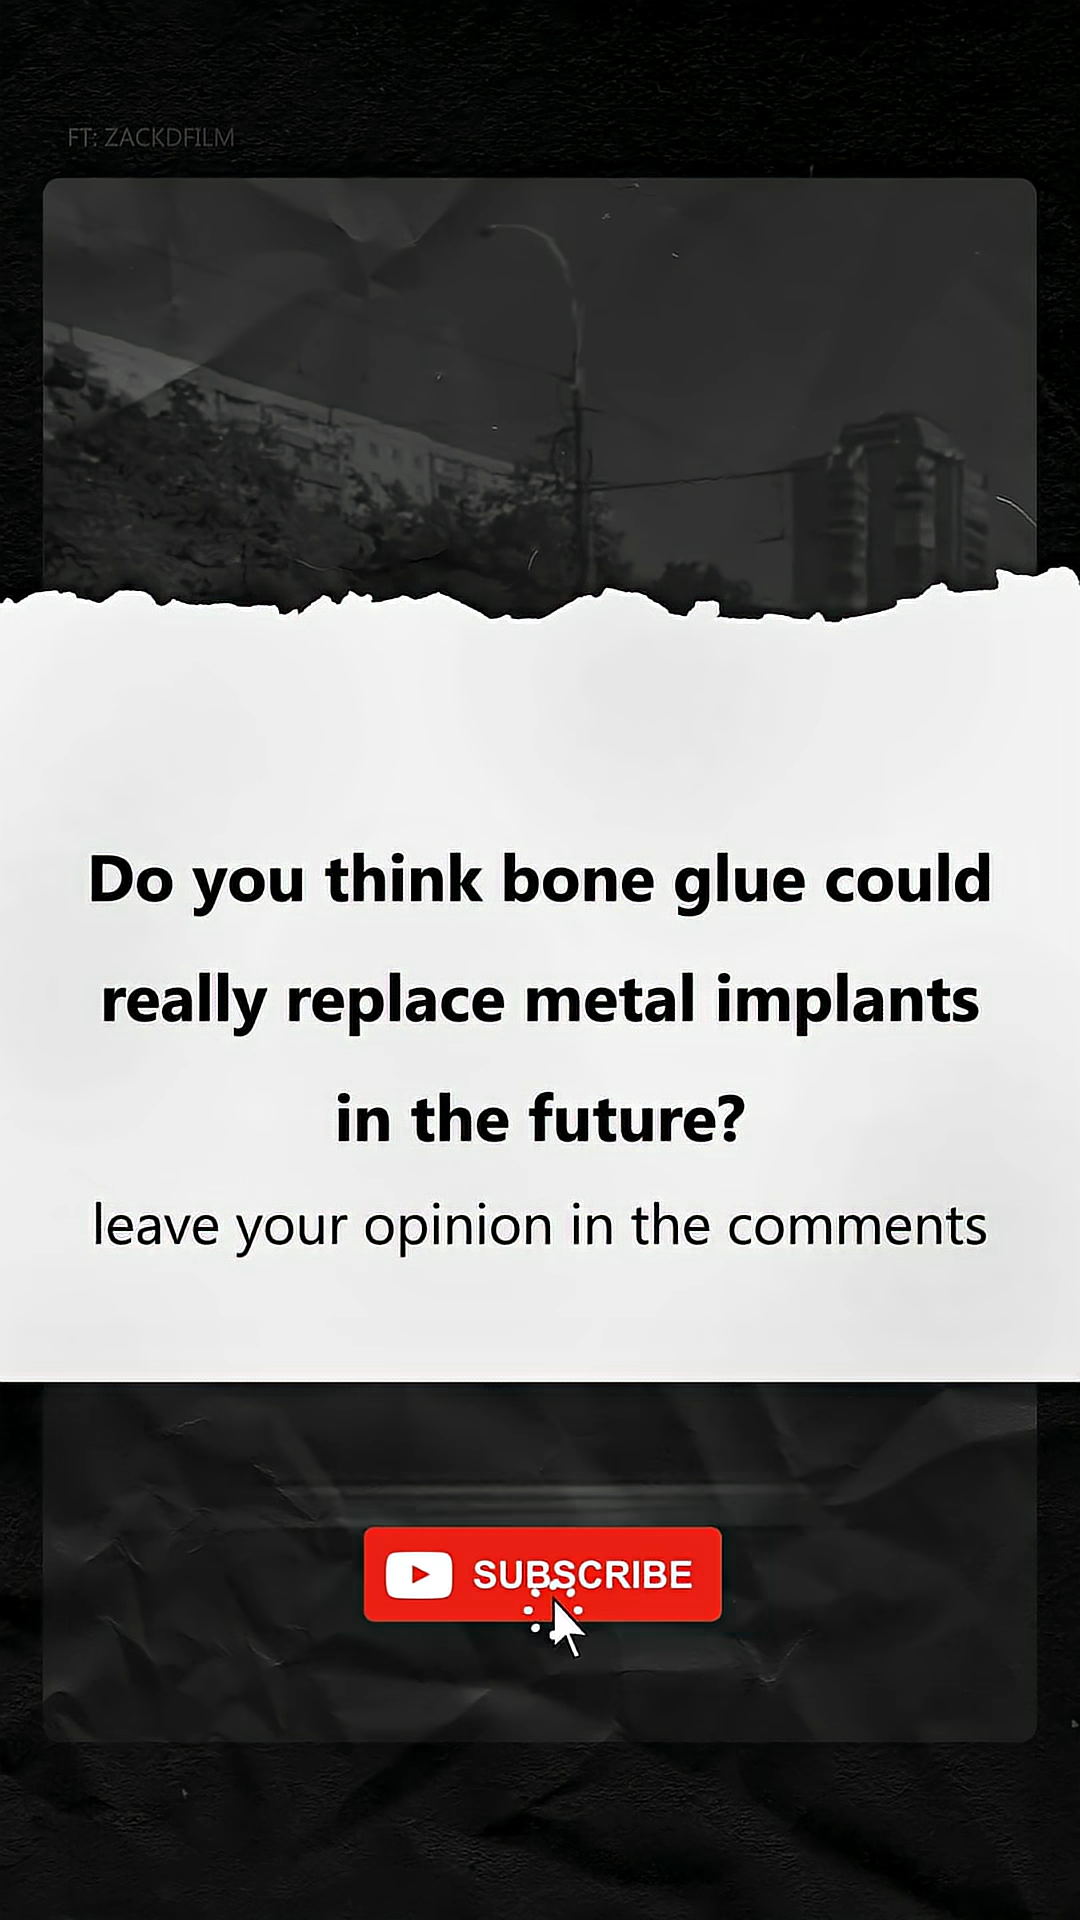 FT: ZACKDFILM
Do you think bone glue could
really replace metal implants
in the future?
leave your opinion in the comments
SUBSCRIBE